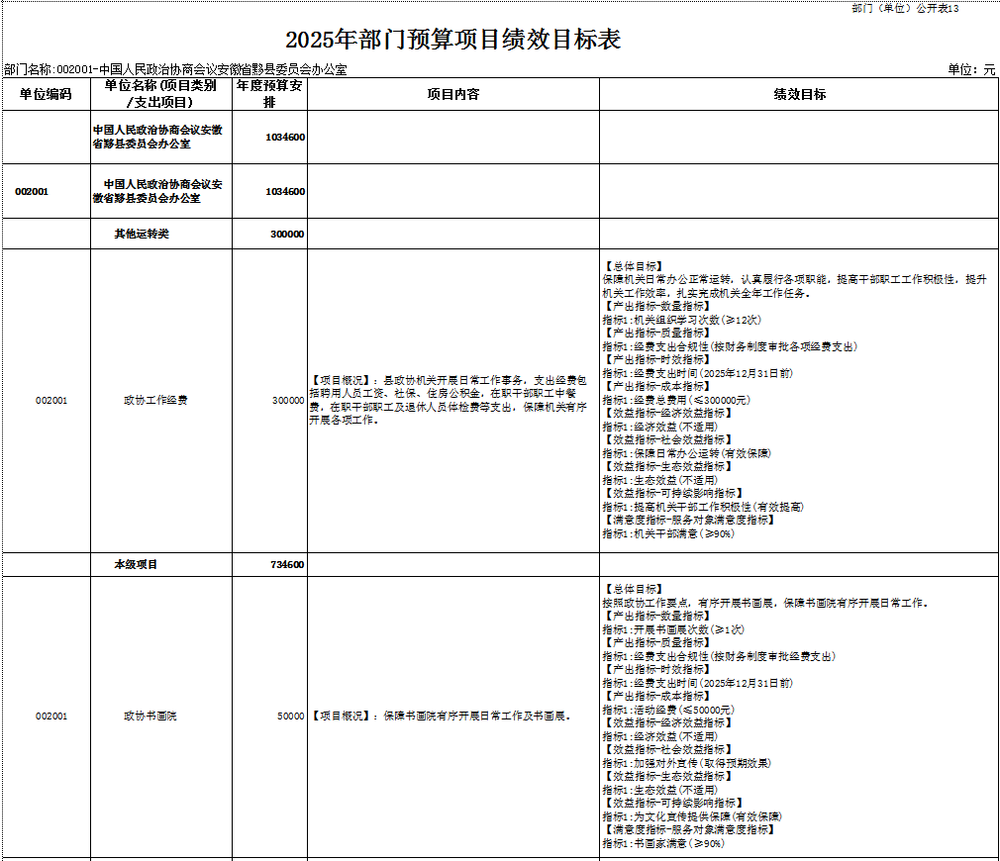 部门（单位）公开表13
2025年部门预算项目绩效目标表
部门名称:002001-中国人民政治协商会议安徽省黟县委员会办公室
单位：元
单位编码
单位名称(项目类别
/支出项目)
年度预算安
排
项目内容
绩效目标
中国人民政治协商会议安徽
省黟县委员会办公室
1034600
002001
中国人民政治协商会议安
徽省黟县委员会办公室
1034600
其他运转类
300000
002001
政协工作经费
300000
【项目概况】：县政协机关开展日常工作事务，支出经费包
括聘用人员工资、社保、住房公积金，在职干部职工中餐
费，在职干部职工及退休人员体检费等支出，保障机关有序
开展各项工作。
【总体目标】
保障机关日常办公正常运转，认真履行各项职能，提高干部职工工作积极性，提升
机关工作效率，扎实完成机关全年工作任务。
【产出指标-数量指标】
指标1:机关组织学习次数(≥12次)
【产出指标-质量指标】
指标1:经费支出合规性(按财务制度审批各项经费支出)
【产出指标-时效指标】
指标1:经费支出时间(2025年12月31日前)
【产出指标-成本指标】
指标1:经费总费用(≤300000元)
【效益指标-经济效益指标】
指标1:经济效益(不适用)
【效益指标-社会效益指标】
指标1:保障日常办公运转(有效保障)
【效益指标-生态效益指标】
指标1:生态效益(不适用)
【效益指标-可持续影响指标】
指标1:提高机关干部工作积极性(有效提高)
【满意度指标-服务对象满意度指标】
指标1:机关干部满意(≥90%)
本级项目
734600
002001
政协书画院
50000
【项目概况】：保障书画院有序开展日常工作及书画展。
【总体目标】
按照政协工作要点，有序开展书画展，保障书画院有序开展日常工作。
【产出指标-数量指标】
指标1:开展书画展次数(≥1次)
【产出指标-质量指标】
指标1:经费支出合规性(按财务制度审批经费支出)
【产出指标-时效指标】
指标1:经费支出时间(2025年12月31日前)
【产出指标-成本指标】
指标1:活动经费(≤50000元)
【效益指标-经济效益指标】
指标1:经济效益(不适用)
【效益指标-社会效益指标】
指标1:加强对外宣传(取得预期效果)
【效益指标-生态效益指标】
指标1:生态效益(不适用)
【效益指标-可持续影响指标】
指标1:为文化宣传提供保障(有效保障)
【满意度指标-服务对象满意度指标】
指标1:书画家满意(≥90%)